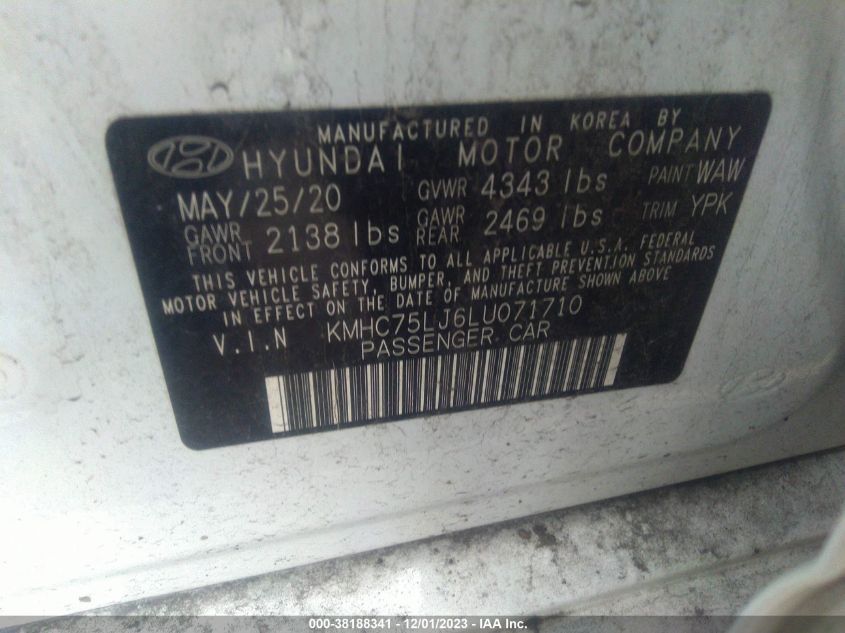 MANUFACTURED IN KOREA BY
HYUNDAI MOTOR COMPANY
MAY/25/20 GVWR 4343 lbs PAINT WAW
GAWR FRONT 2138 lbs GAWR REAR 2469 lbs TRIM YPK
THIS VEHICLE CONFORMS TO ALL APPLICABLE U.S.A. FEDERAL
MOTOR VEHICLE SAFETY, BUMPER, AND THEFT PREVENTION STANDARDS
IN EFFECT ON THE DATE OF MANUFACTURE SHOWN ABOVE
V.I.N KMHC75LJ6LU071710
PASSENGER CAR
000-38188341 - 12/01/2023 - IAA Inc.